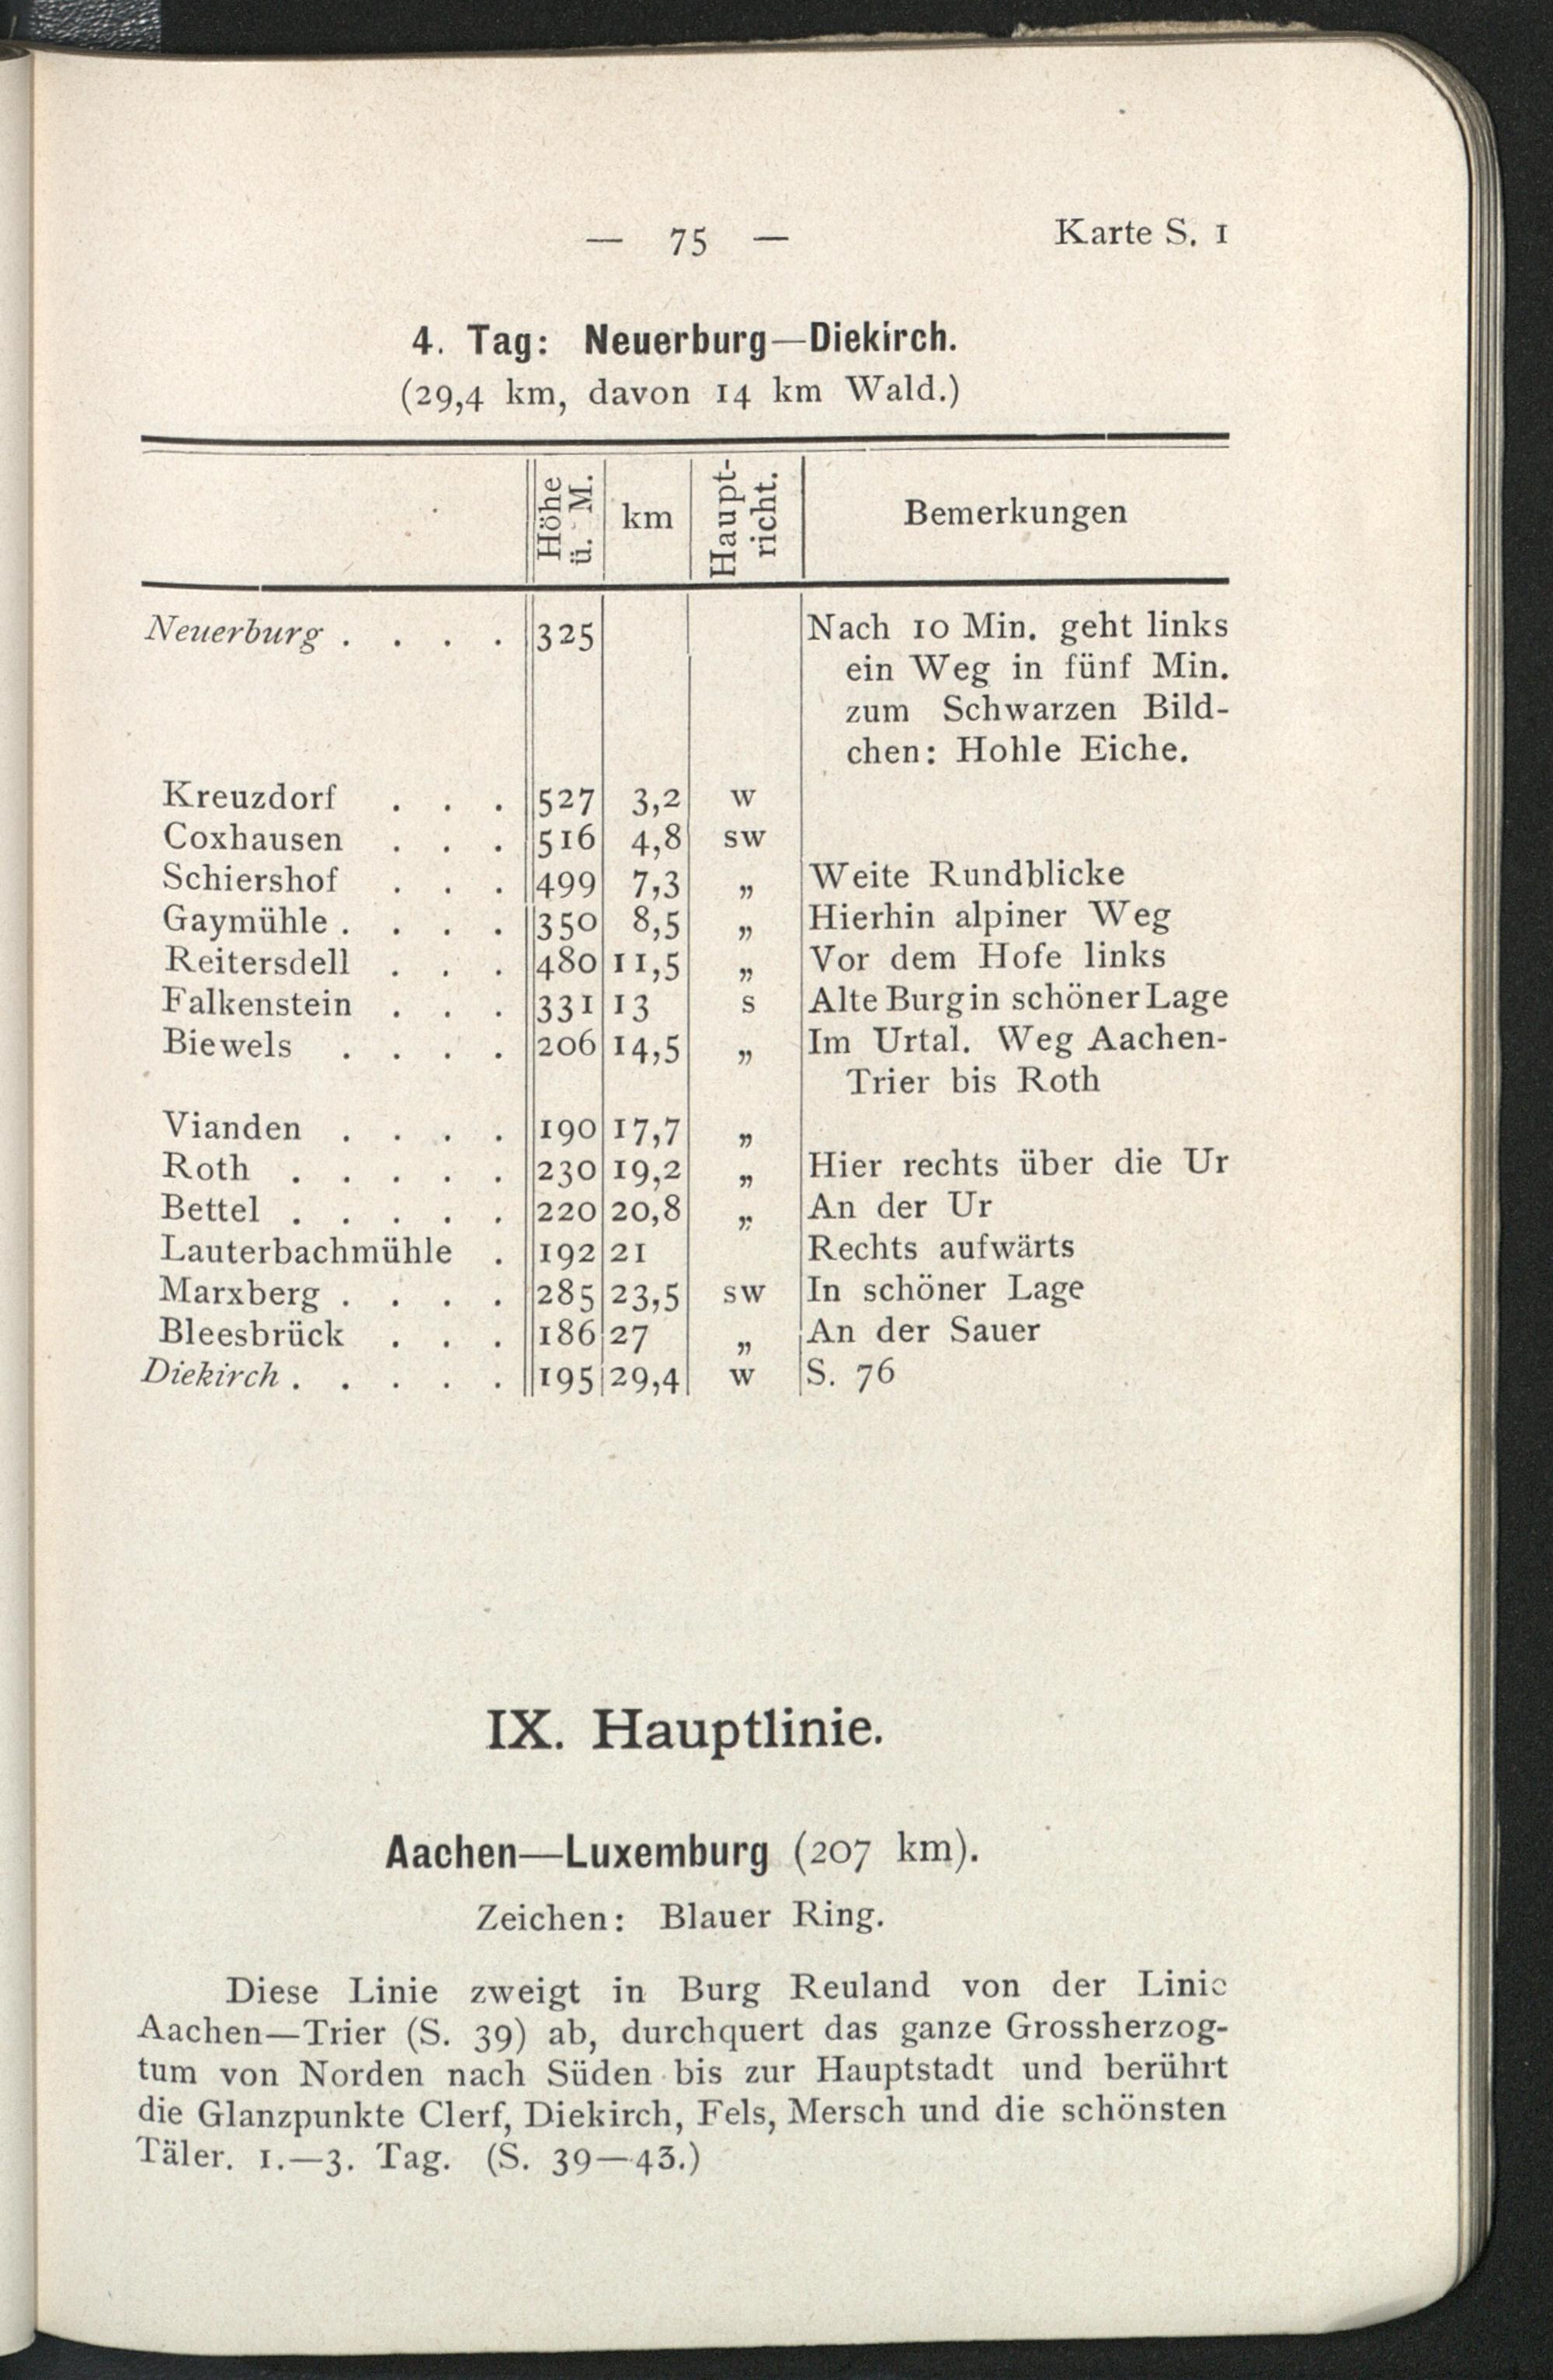 — 75 — Karte S. 1
4. Tag: Neuerburg—Diekirch.
(29,4 km, davon 14 km Wald.)
Höhe ü. M. km Haupt-richt. Bemerkungen
Neuerburg . . . . 325 Nach 10 Min. geht links
ein Weg in fünf Min.
zum Schwarzen Bild-
chen: Hohle Eiche.
Kreuzdorf . . . 527 3,2 w
Coxhausen . . . 516 4,8 sw
Schiershof . . . 499 7,3 „ Weite Rundblicke
Gaymühle . . . . 350 8,5 „ Hierhin alpiner Weg
Reitersdell . . . 480 11,5 „ Vor dem Hofe links
Falkenstein . . . 331 13 s Alte Burg in schöner Lage
Biewels . . . . 206 14,5 „ Im Urtal. Weg Aachen-
Trier bis Roth
Vianden . . . . 190 17,7 „
Roth . . . . . 230 19,2 „ Hier rechts über die Ur
Bettel . . . . . 220 20,8 „ An der Ur
Lauterbachmühle . 192 21 Rechts aufwärts
Marxberg . . . . 285 23,5 sw In schöner Lage
Bleesbrück . . . 186 27 „ An der Sauer
Diekirch . . . . . 195 29,4 w S. 76
IX. Hauptlinie.
Aachen—Luxemburg (207 km).
Zeichen: Blauer Ring.
Diese Linie zweigt in Burg Reuland von der Linie
Aachen—Trier (S. 39) ab, durchquert das ganze Grossherzog-
tum von Norden nach Süden bis zur Hauptstadt und berührt
die Glanzpunkte Clerf, Diekirch, Fels, Mersch und die schönsten
Täler. 1.—3. Tag. (S. 39—43.)